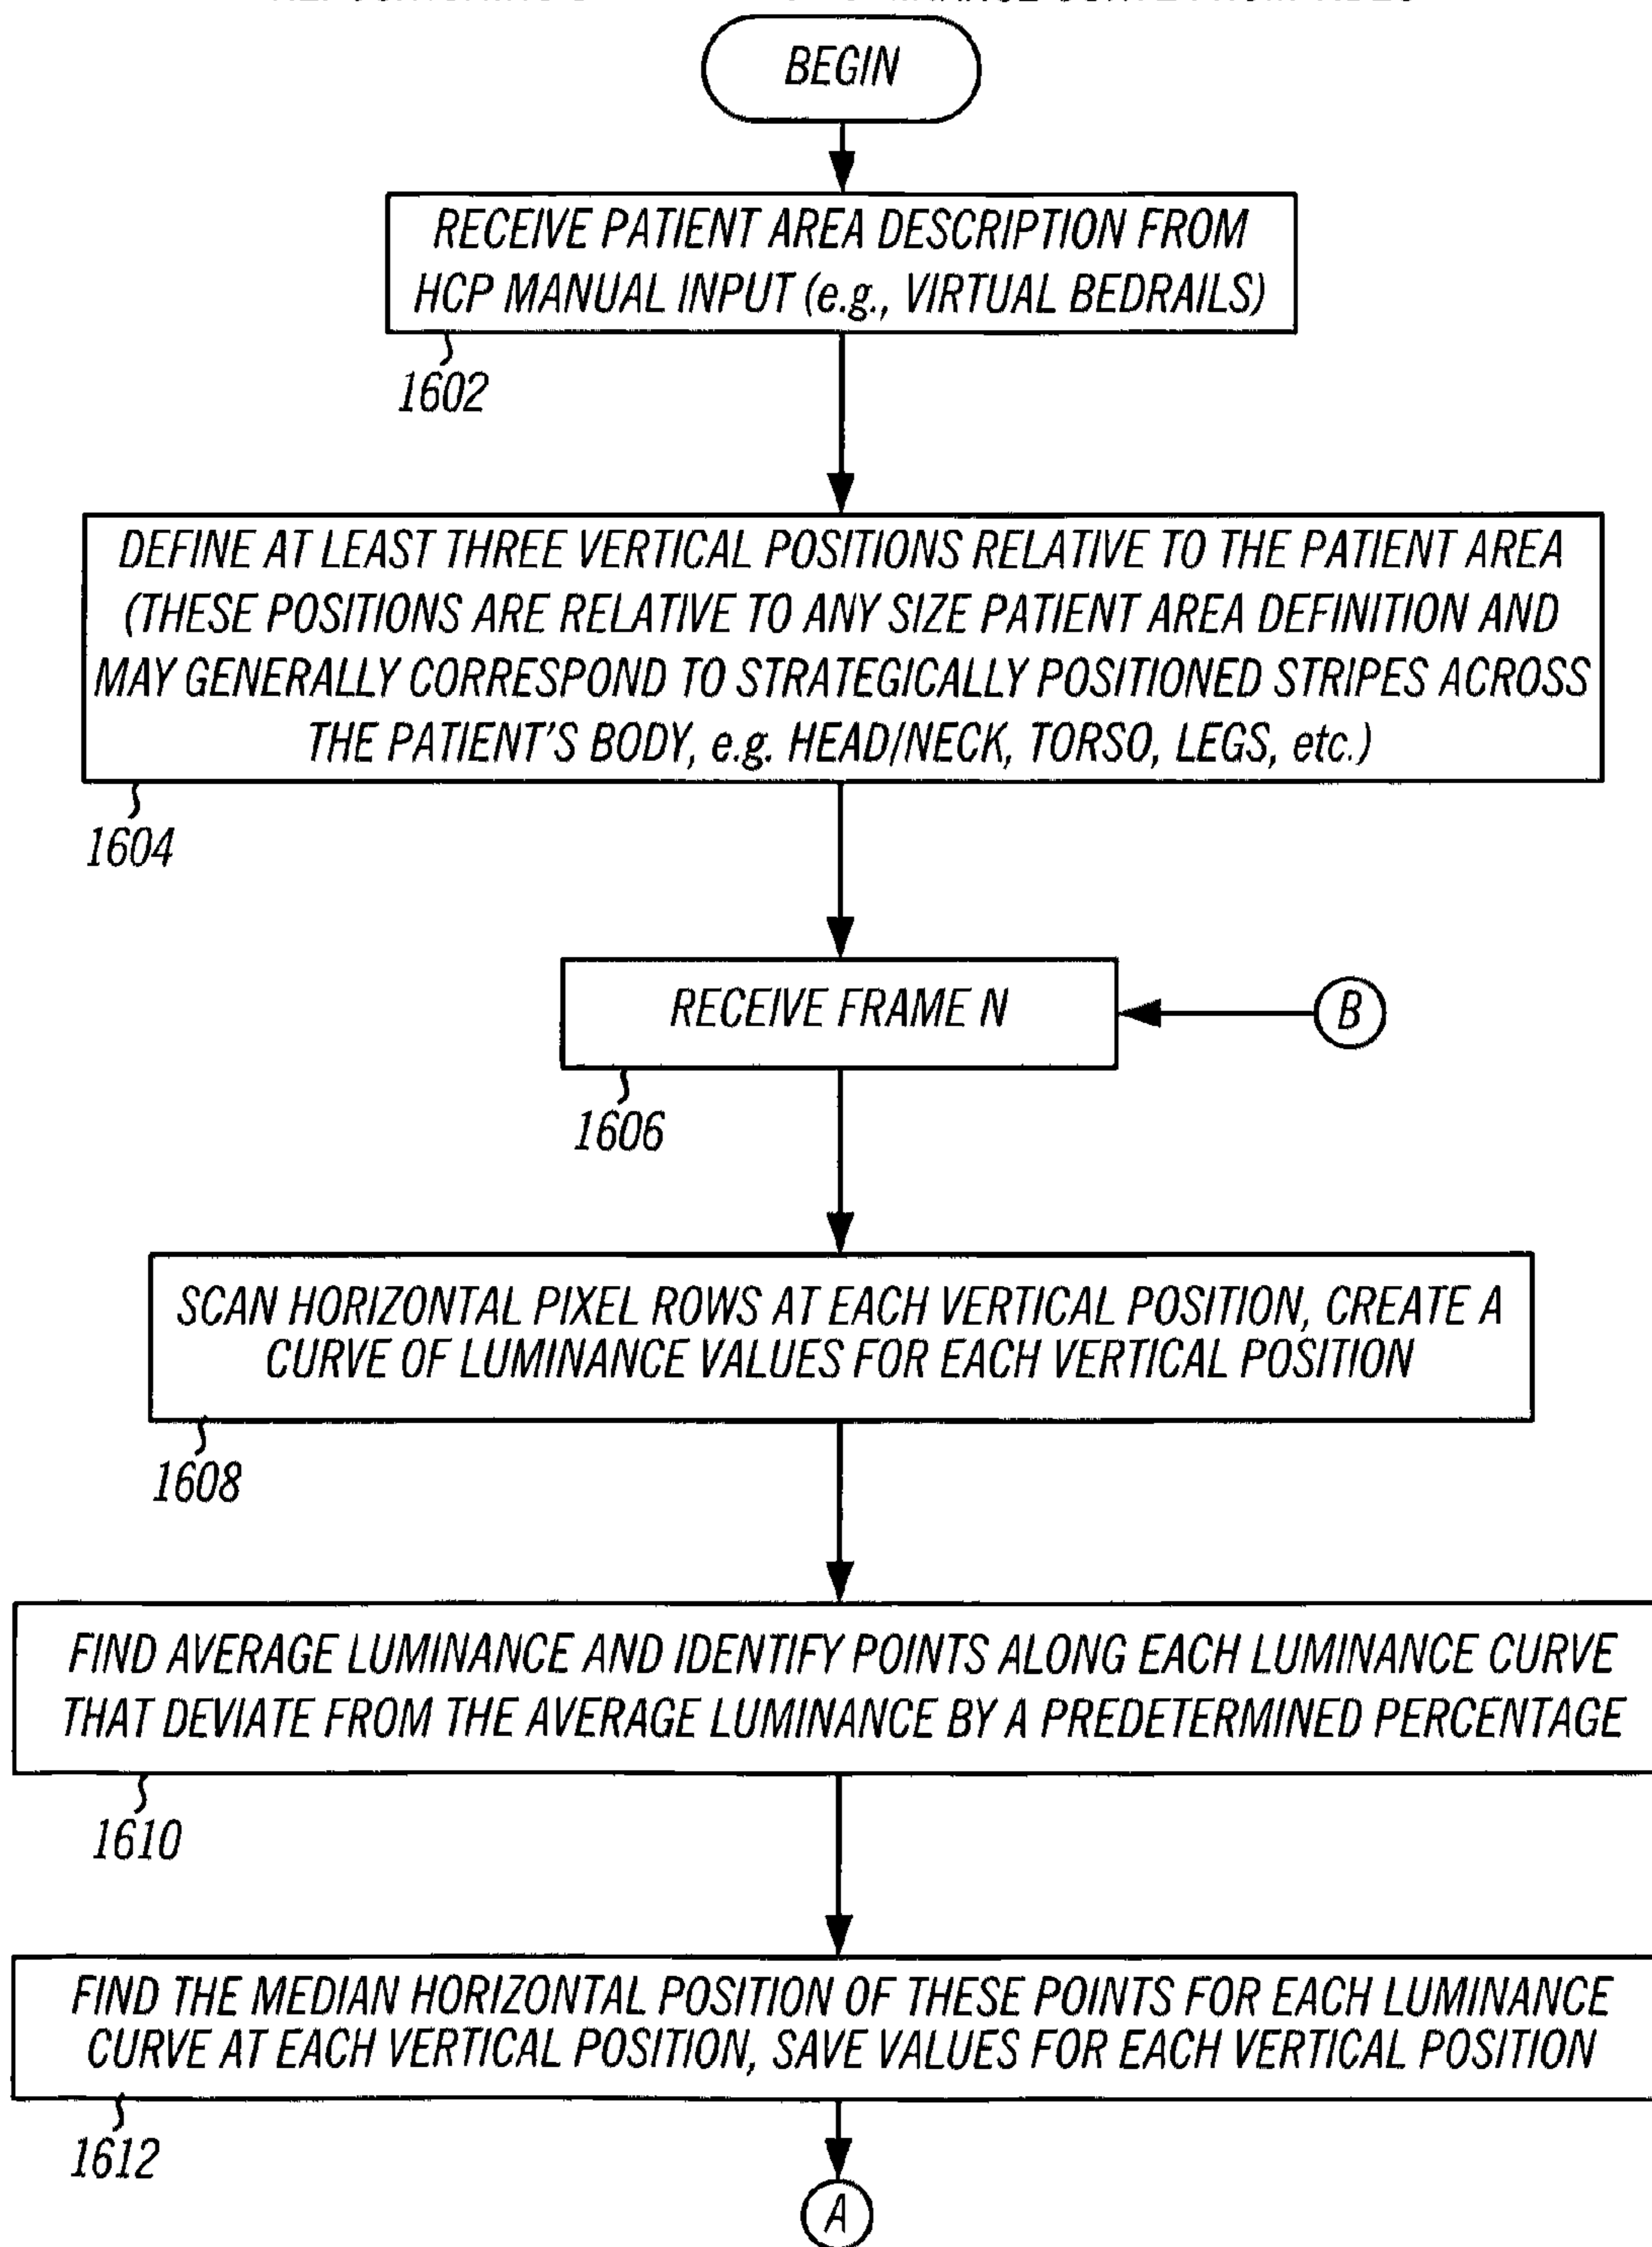 BEGIN
RECEIVE PATIENT AREA DESCRIPTION FROM
HCP MANUAL INPUT (e.g., VIRTUAL BEDRAILS)
1602
DEFINE AT LEAST THREE VERTICAL POSITIONS RELATIVE TO THE PATIENT AREA
(THESE POSITIONS ARE RELATIVE TO ANY SIZE PATIENT AREA DEFINITION AND
MAY GENERALLY CORRESPOND TO STRATEGICALLY POSITIONED STRIPES ACROSS
THE PATIENT'S BODY, e.g. HEAD/NECK, TORSO, LEGS, etc.)
1604
RECEIVE FRAME N
B
1606
SCAN HORIZONTAL PIXEL ROWS AT EACH VERTICAL POSITION, CREATE A
CURVE OF LUMINANCE VALUES FOR EACH VERTICAL POSITION
1608
FIND AVERAGE LUMINANCE AND IDENTIFY POINTS ALONG EACH LUMINANCE CURVE
THAT DEVIATE FROM THE AVERAGE LUMINANCE BY A PREDETERMINED PERCENTAGE
1610
FIND THE MEDIAN HORIZONTAL POSITION OF THESE POINTS FOR EACH LUMINANCE
CURVE AT EACH VERTICAL POSITION, SAVE VALUES FOR EACH VERTICAL POSITION
1612
A